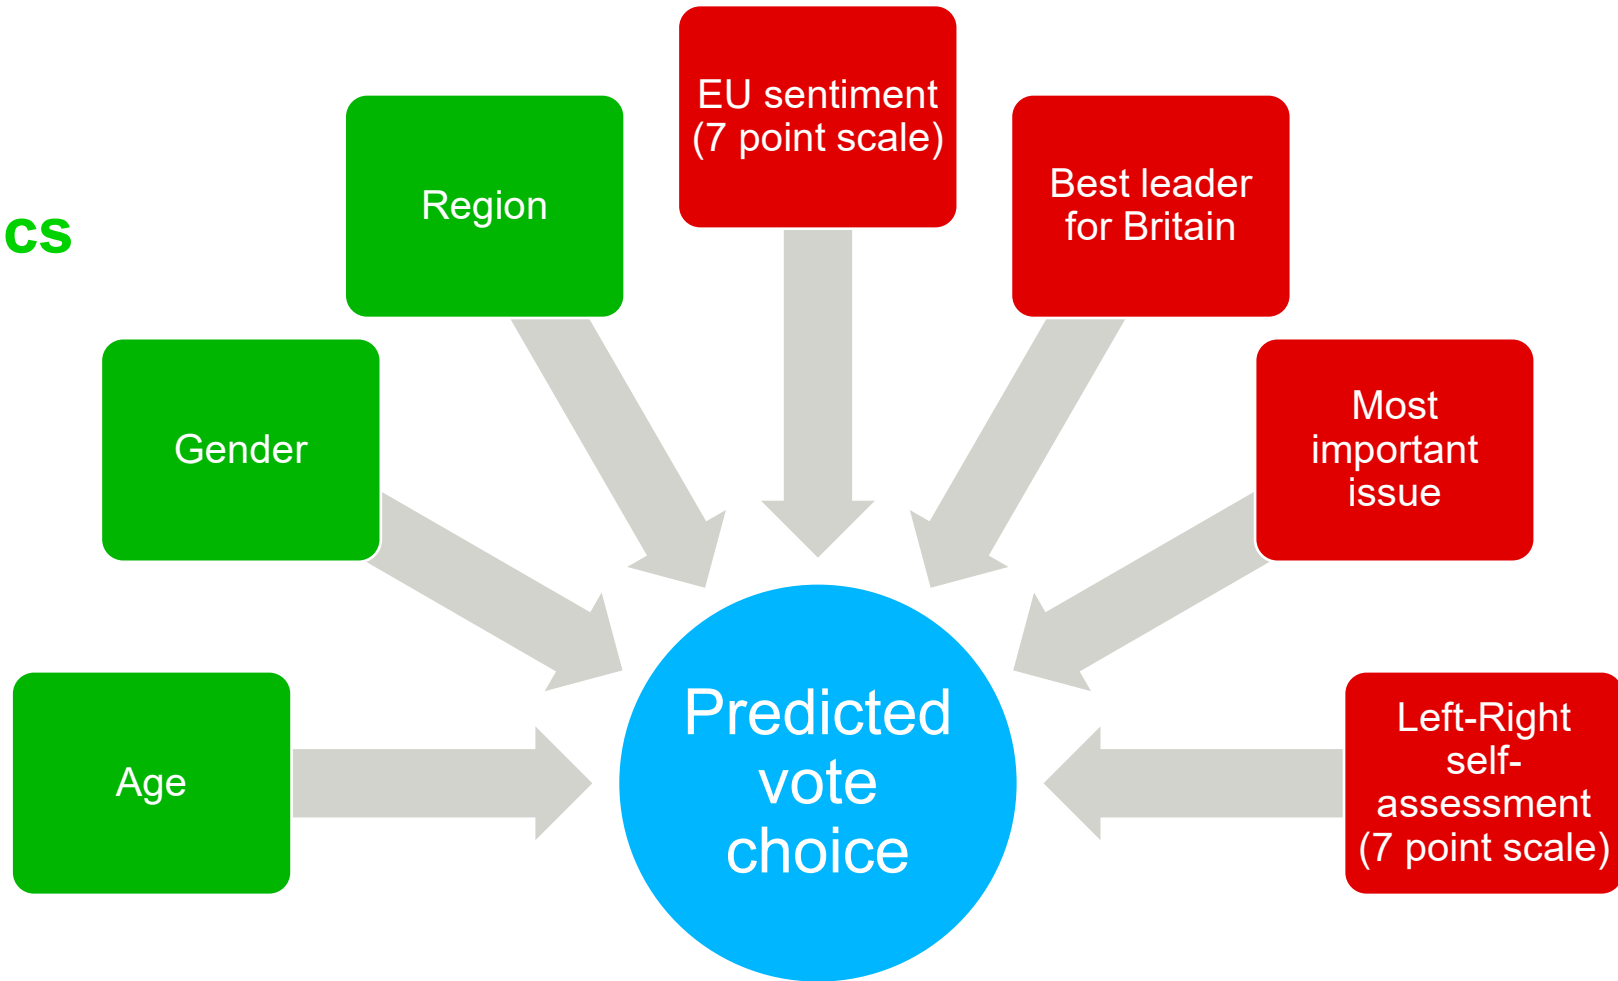 EU sentiment
(7 point scale)
Best leader
for Britain
Region
cs
Most
important
issue
Gender
Predicted
vote
choice
Left-Right
self-
assessment
(7 point scale)
Age